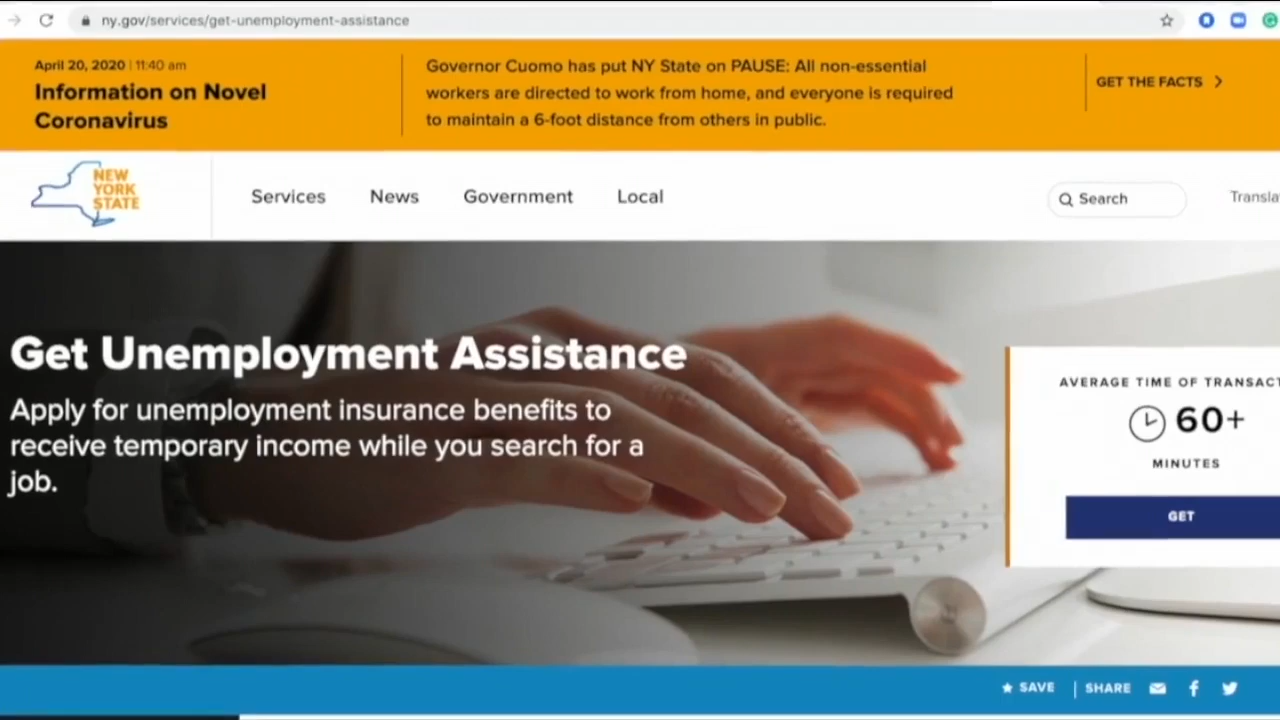 ny.gov/services/get-unemployment-assistance
April 20, 2020 | 11:40 am
Information on Novel
Coronavirus
Governor Cuomo has put NY State on PAUSE: All non-essential
workers are directed to work from home, and everyone is required
to maintain a 6-foot distance from others in public.
GET THE FACTS
NEW
YORK
STATE
Services News Government Local
Search
Transla
Get Unemployment Assistance
Apply for unemployment insurance benefits to
receive temporary income while you search for a
job.
AVERAGE TIME OF TRANSACT
60+
MINUTES
GET
SAVE | SHARE